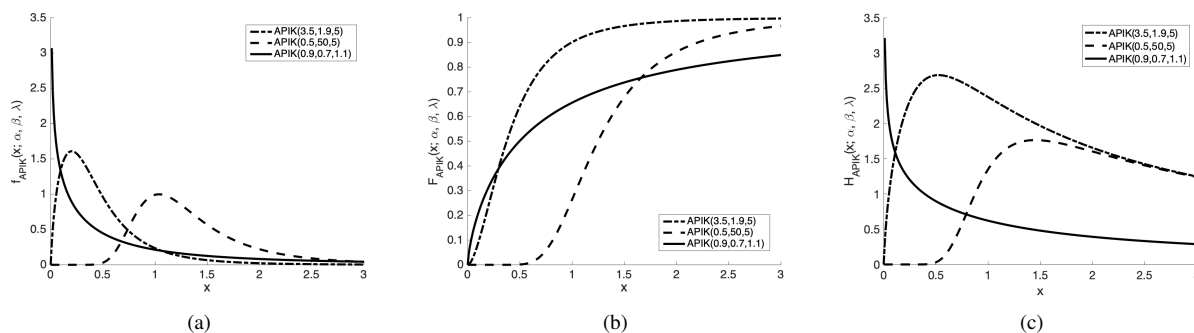 3.5
3
2.5
2
1.5
1
0.5
0
f_APIK(x; α, β, λ)
APIK(3.5,1.9,5)
APIK(0.5,50,5)
APIK(0.9,0.7,1.1)
0 0.5 1 1.5 2 2.5 3
x
(a)
1
0.9
0.8
0.7
0.6
0.5
0.4
0.3
0.2
0.1
0
F_APIK(x; α, β, λ)
APIK(3.5,1.9,5)
APIK(0.5,50,5)
APIK(0.9,0.7,1.1)
0 0.5 1 1.5 2 2.5 3
x
(b)
3.5
3
2.5
2
1.5
1
0.5
0
H_APIK(x; α, β, λ)
APIK(3.5,1.9,5)
APIK(0.5,50,5)
APIK(0.9,0.7,1.1)
0 0.5 1 1.5 2 2.5
x
(c)